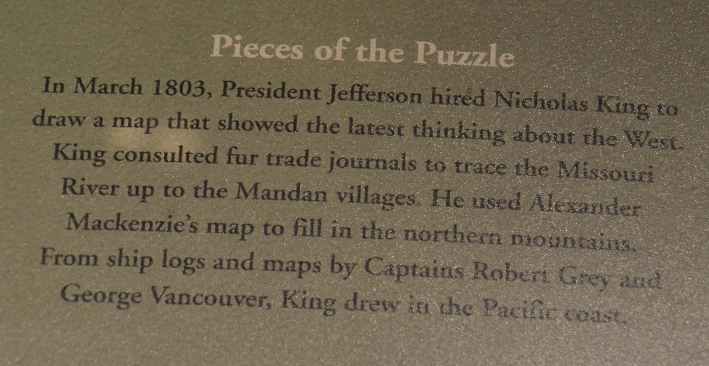 Pieces of the Puzzle
In March 1803, President Jefferson hired Nicholas King to
draw a map that showed the latest thinking about the West.
King consulted fur trade journals to trace the Missouri
River up to the Mandan villages. He used Alexander
Mackenzie's map to fill in the northern mountains.
From ship logs and maps by Captains Robert Grey and
George Vancouver, King drew in the Pacific coast.